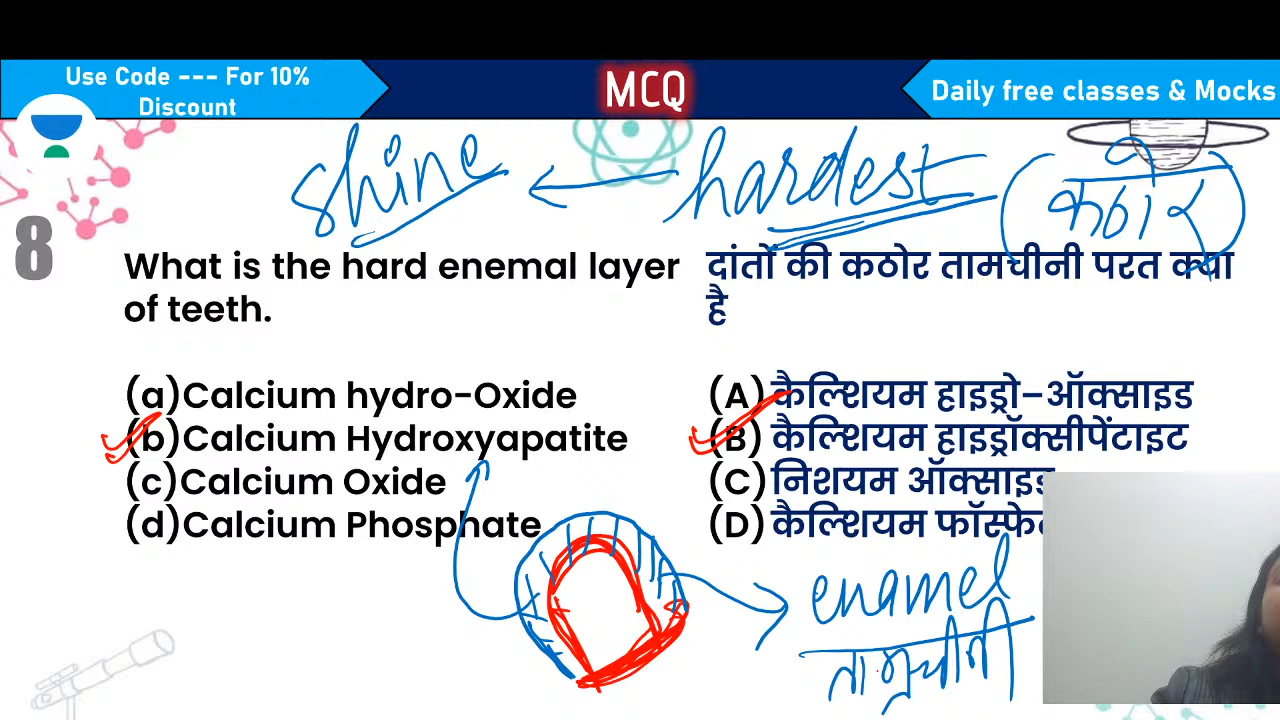 Use Code --- For 10%
Discount
MCQ
Daily free classes & Mocks
shine
hardest
कठोर
8
What is the hard enemal layer
of teeth.
दांतों की कठोर तामचीनी परत क्या
है
(a)Calcium hydro-Oxide
(b)Calcium Hydroxyapatite
(c)Calcium Oxide
(d)Calcium Phosphate
(A) कैल्शियम हाइड्रो–ऑक्साइड
(B) कैल्शियम हाइड्रॉक्सीपेंटाइट
(C) निशयम ऑक्साइड
(D) कैल्शियम फॉस्फे
enamel
तामचीनी